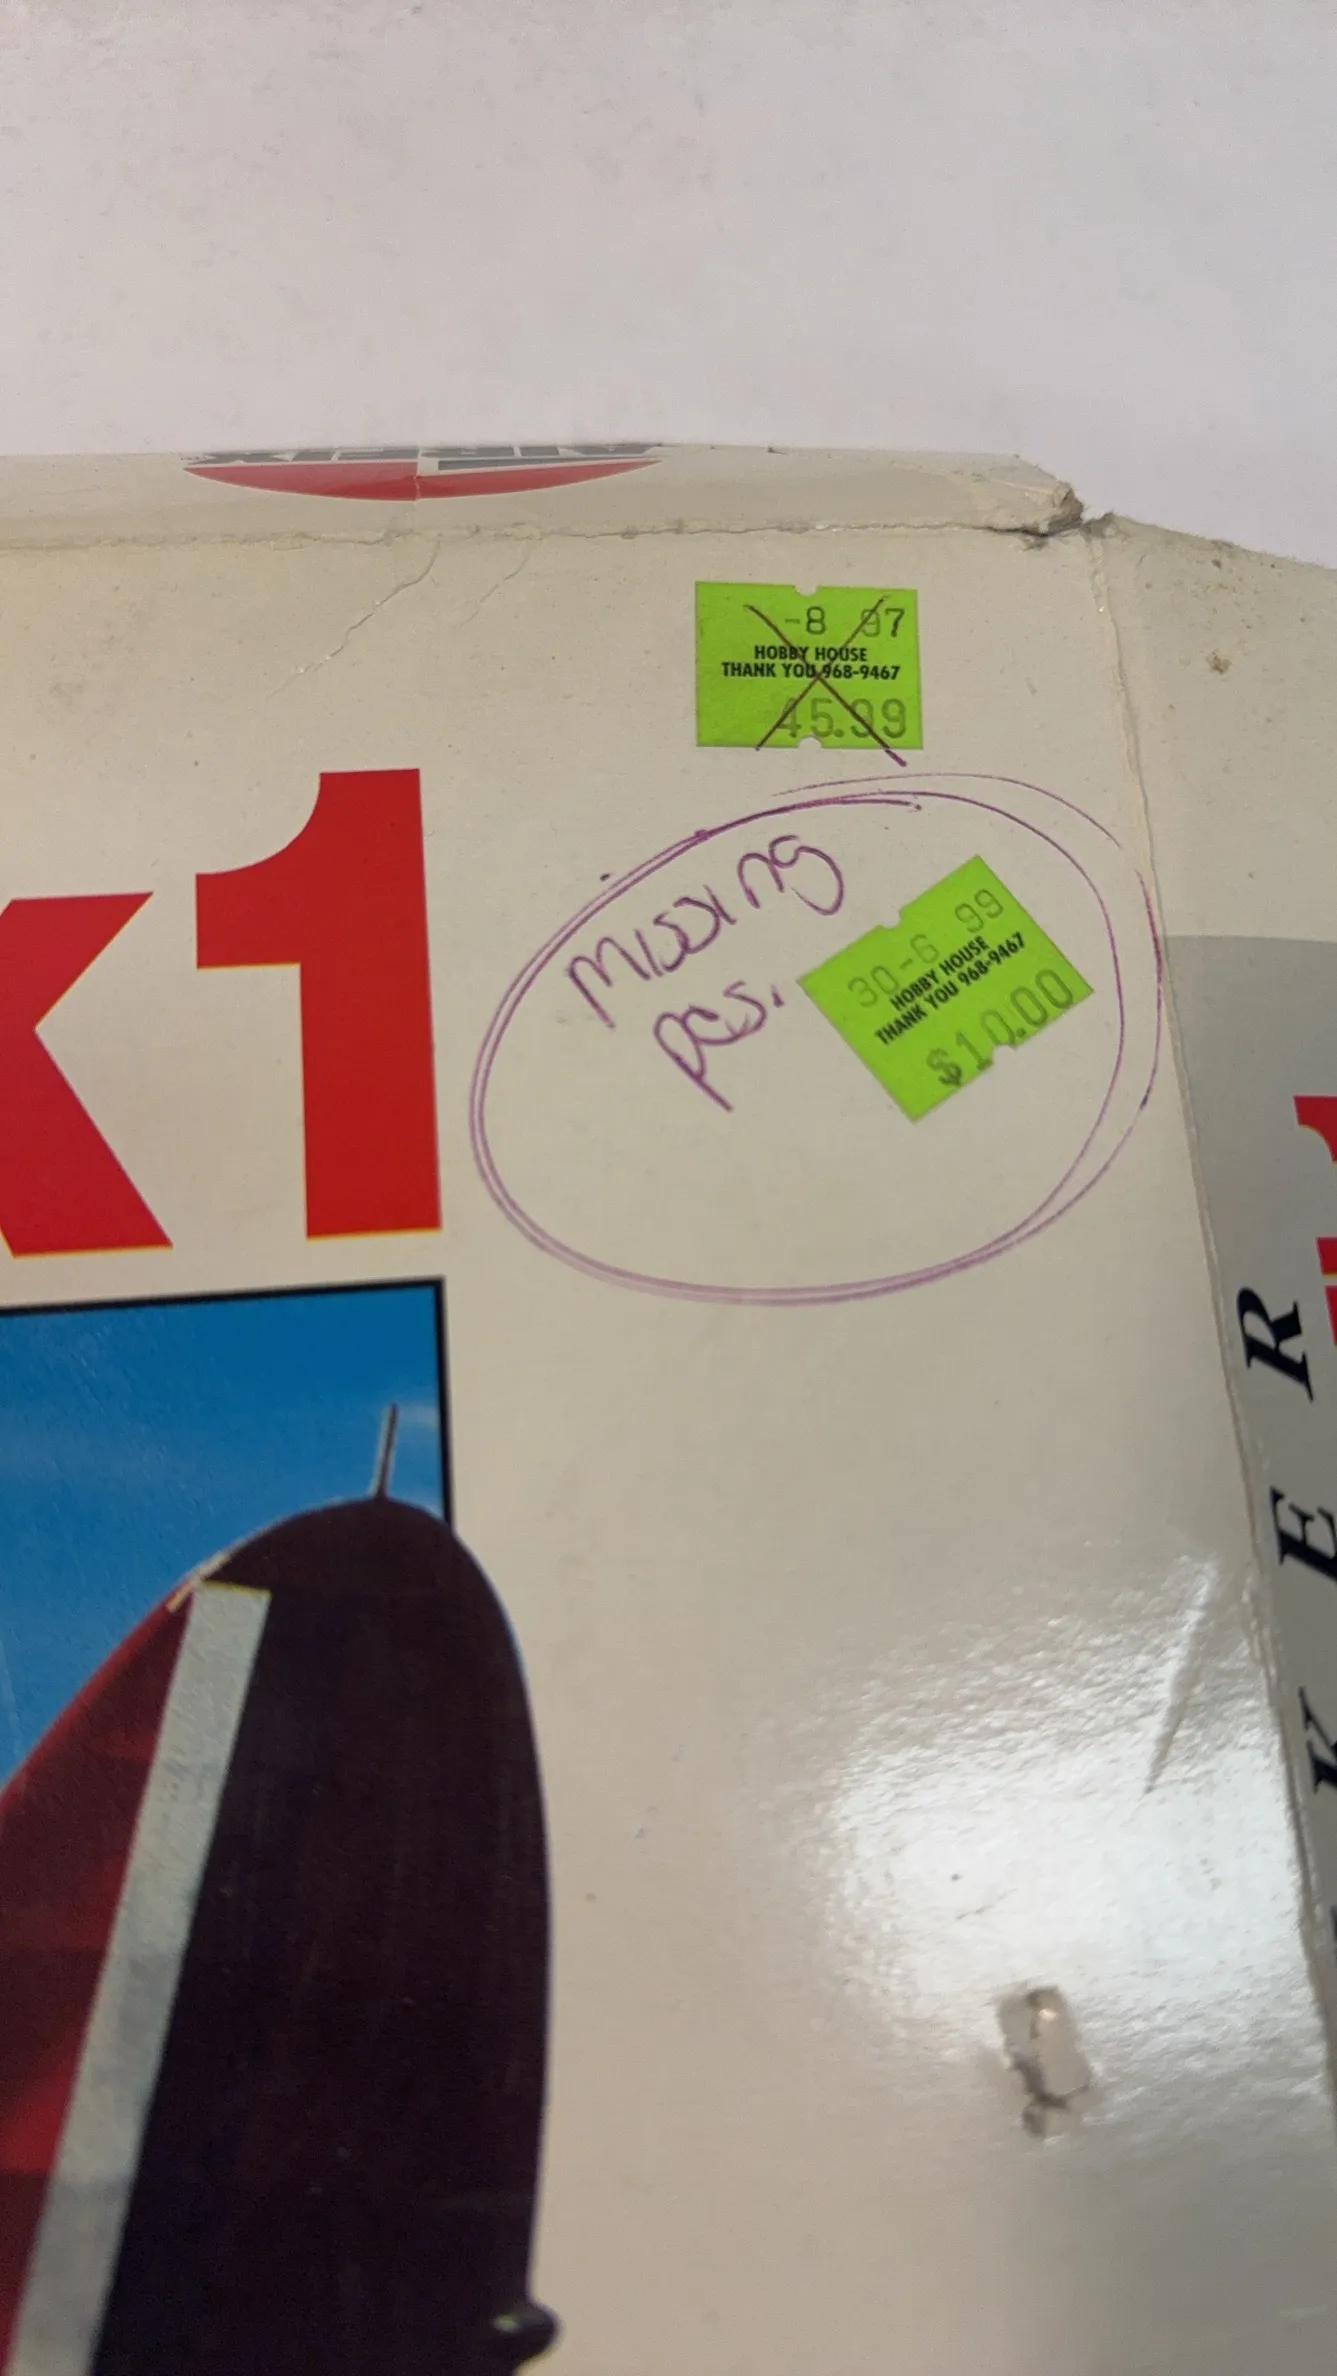 AIRFIX
-8 97
HOBBY HOUSE
THANK YOU 968-9467
45.99
missing
pcs.
30-6 99
HOBBY HOUSE
THANK YOU 968-9467
$10.00
k1
K E R